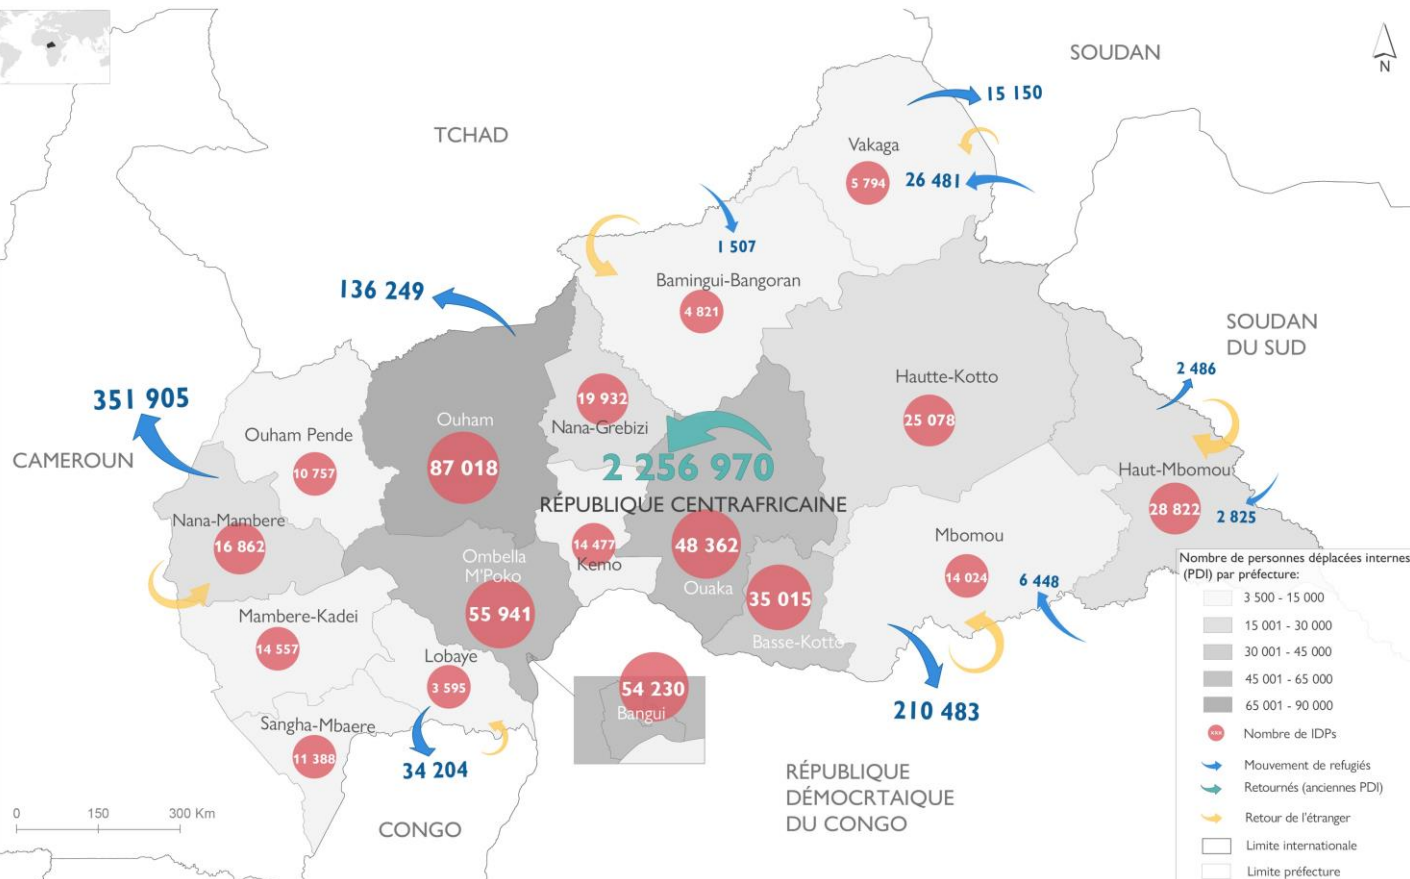 SOUDAN
N
15 150
TCHAD
Vakaga
5 794
26 481
1 507
Bamingui-Bangoran
4 821
136 249
SOUDAN
DU SUD
2 486
351 905
Hautte-Kotto
25 078
19 932
Nana-Grebizi
Ouham
87 018
Ouham Pende
10 757
CAMEROUN
2 256 970
RÉPUBLIQUE CENTRAFRICAINE
Haut-Mbomou
28 822
2 825
Nana-Mambere
16 862
14 477
Kemo
48 362
Ouaka
Mbomou
14 024
6 448
Ombella
M'Poko
55 941
35 015
Basse-Kotto
Mambere-Kadei
14 557
Lobaye
3 595
54 230
Bangui
210 483
Sangha-Mbaere
11 388
34 204
RÉPUBLIQUE
DÉMOCRTAIQUE
DU CONGO
CONGO
0 150 300 Km
Nombre de personnes déplacées internes
(PDI) par préfecture:
3 500 - 15 000
15 001 - 30 000
30 001 - 45 000
45 001 - 65 000
65 001 - 90 000
xxx Nombre de IDPs
Mouvement de refugiés
Retournés (anciennes PDI)
Retour de l'étranger
Limite internationale
Limite préfecture